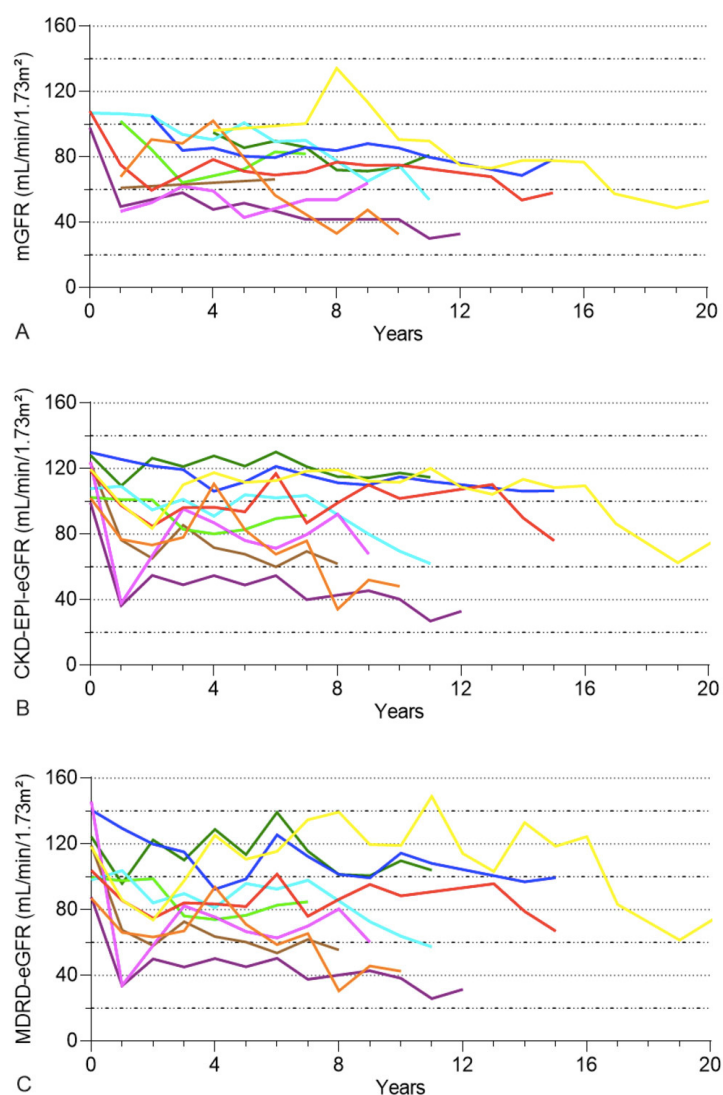 160
120
80
40
0
mGFR (mL/min/1.73m²)
0 4 8 12 16 20
Years
A
160
120
80
40
0
CKD-EPI-eGFR (mL/min/1.73m²)
0 4 8 12 16 20
Years
B
160
120
80
40
0
MDRD-eGFR (mL/min/1.73m²)
0 4 8 12 16 20
Years
C